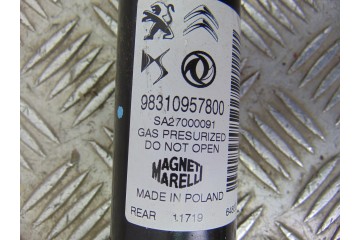 98310957800
SA27000091
GAS PRESURIZED
DO NOT OPEN
MAGNETI
MARELLI
MADE IN POLAND
REAR 11719